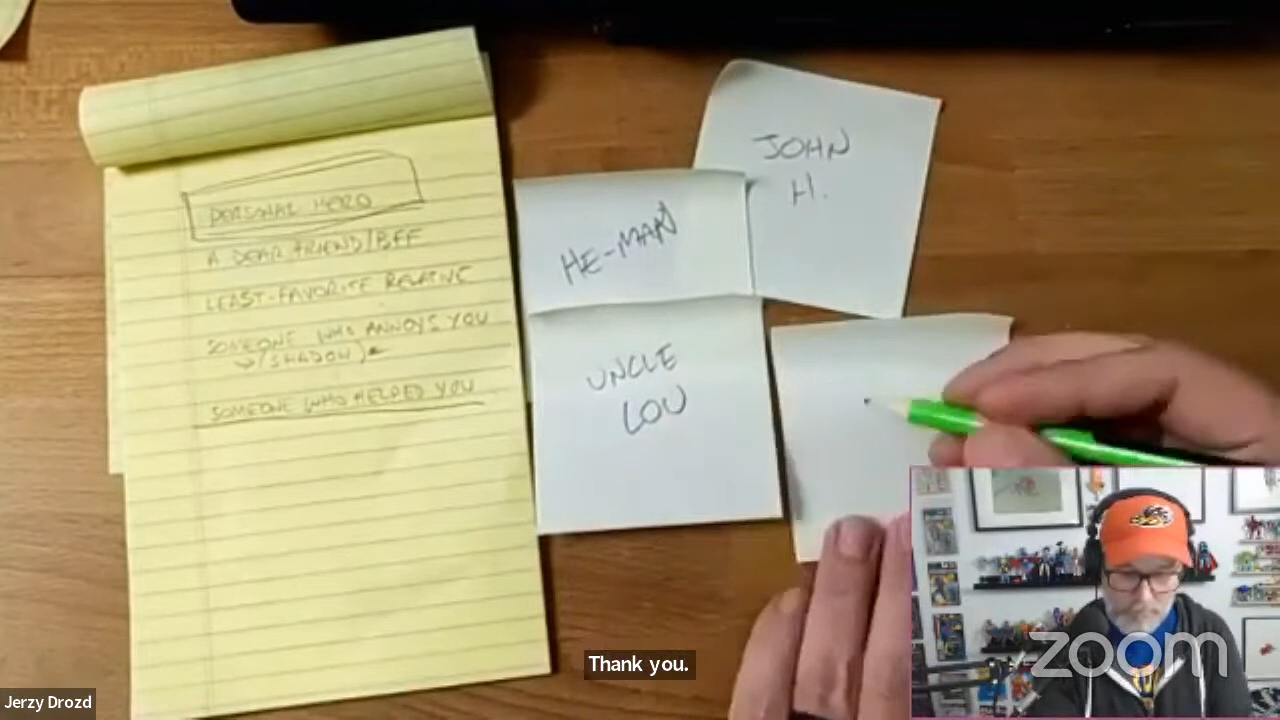 PERSONAL HERO
A DEAR FRIEND/BFF
LEAST-FAVORITE RELATIVE
SOMEONE WHO ANNOYS YOU
(SHADOW)
SOMEONE WHO HELPED YOU
HE-MAN
JOHN
H.
UNCLE
LOU
Thank you.
Jerzy Drozd
zoom